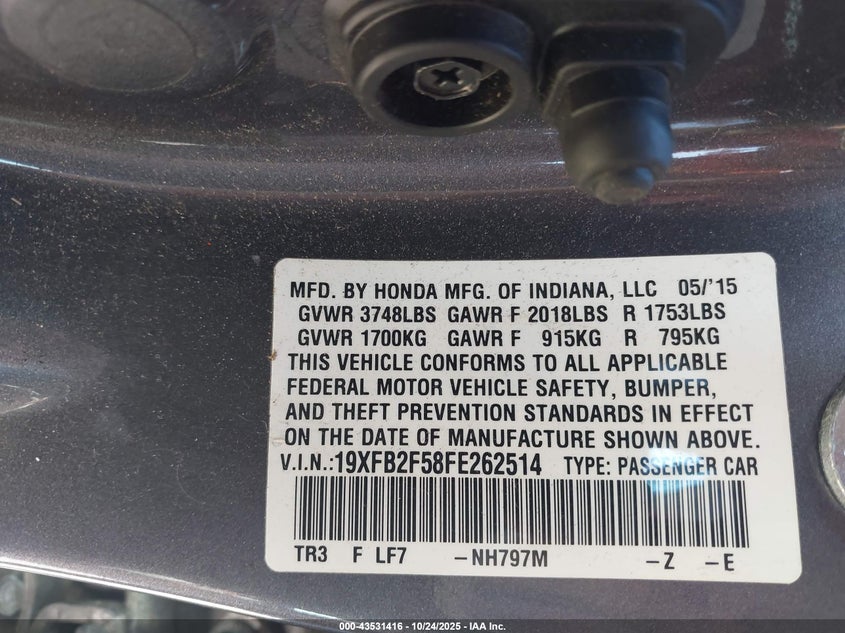 MFD. BY HONDA MFG. OF INDIANA, LLC 05/'15
GVWR 3748LBS GAWR F 2018LBS R 1753LBS
GVWR 1700KG GAWR F 915KG R 795KG
THIS VEHICLE CONFORMS TO ALL APPLICABLE
FEDERAL MOTOR VEHICLE SAFETY, BUMPER,
AND THEFT PREVENTION STANDARDS IN EFFECT
ON THE DATE OF MANUFACTURE SHOWN ABOVE.
V.I.N.:19XFB2F58FE262514 TYPE: PASSENGER CAR
TR3 F LF7 -NH797M -Z -E
000-43531416 - 10/24/2025 - IAA Inc.